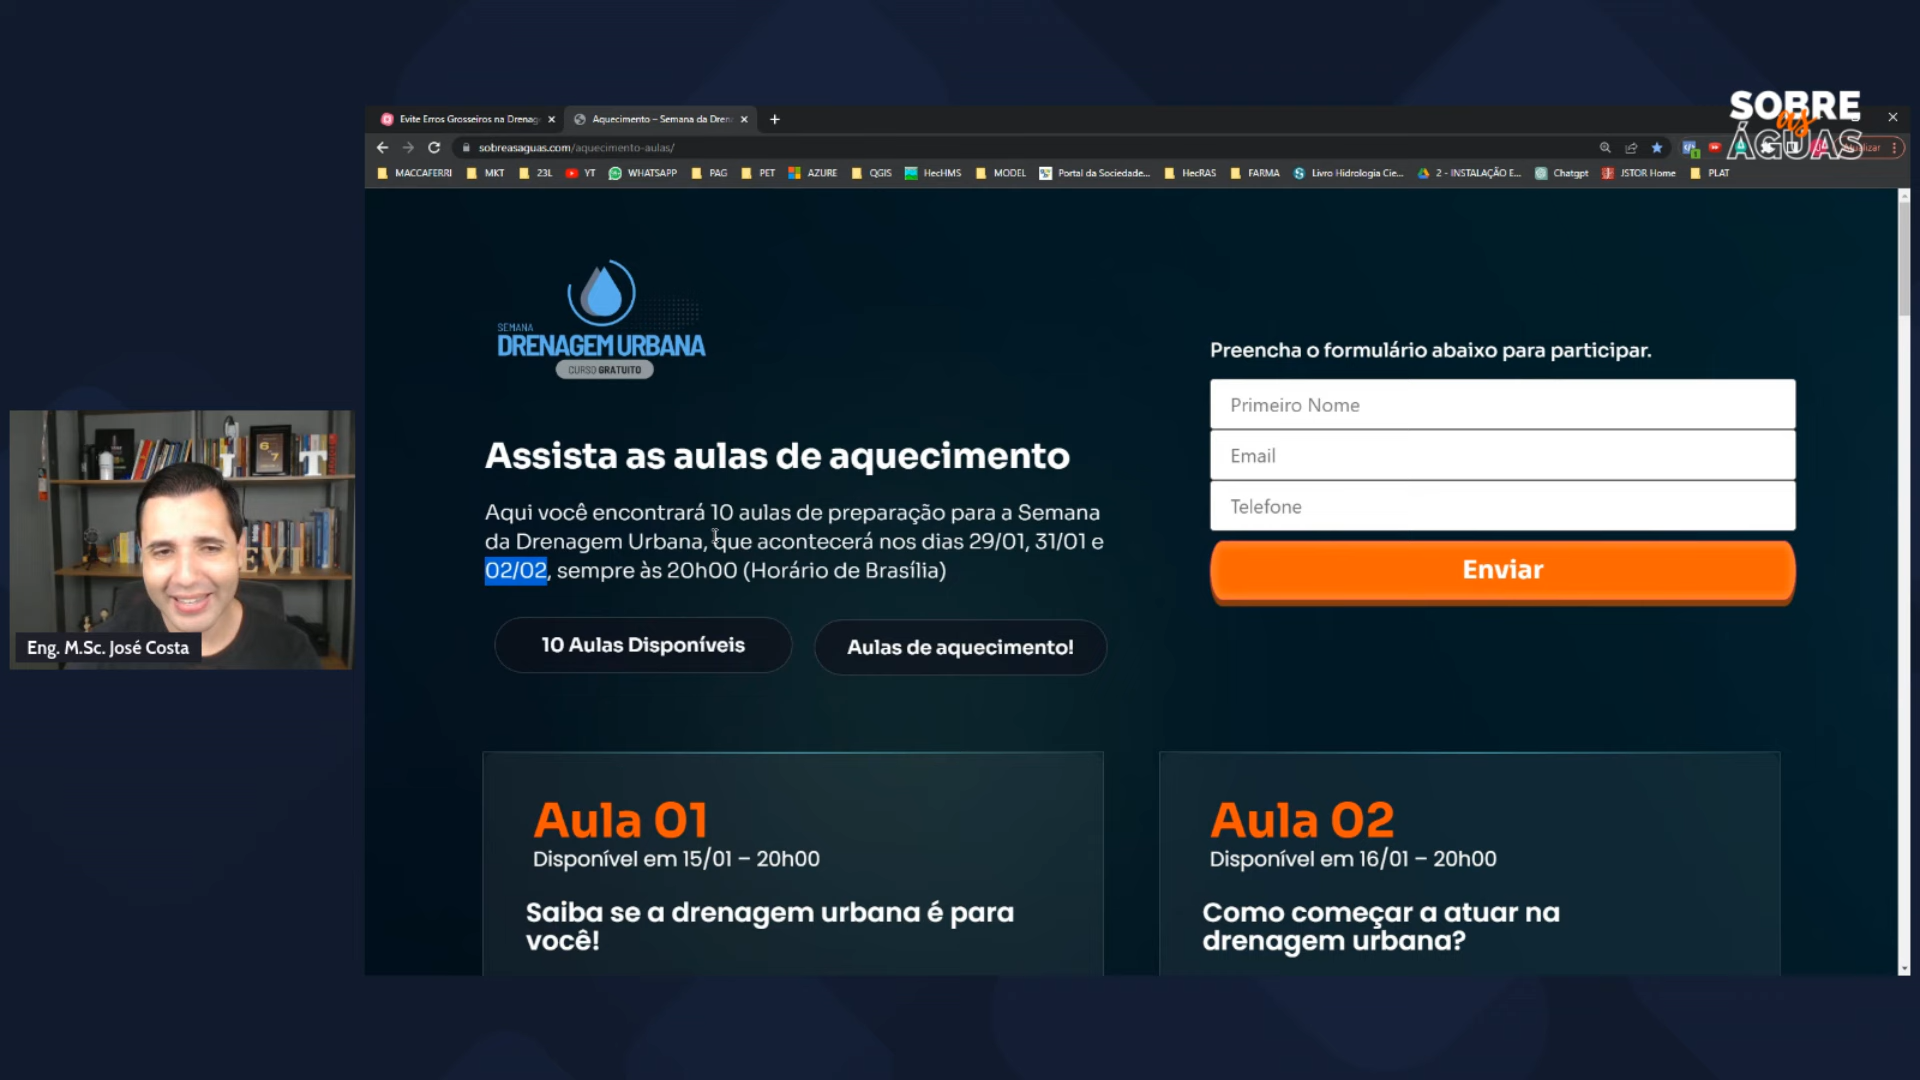 SOBRE
as
ÁGUAS
Evite Erros Grosseiros na Drenag
Aquecimento – Semana da Dren
sobreasaguas.com/aquecimento-aulas/
MACCAFERRI MKT 23L YT WHATSAPP PAG PET AZURE QGIS HecHMS MODEL Portal da Sociedade... HecRAS FARMA Livro Hidrologia Cie... 2 - INSTALAÇÃO E... Chatgpt JSTOR Home PLAT
SEMANA
DRENAGEM URBANA
CURSO GRATUITO
Assista as aulas de aquecimento
Aqui você encontrará 10 aulas de preparação para a Semana
da Drenagem Urbana, que acontecerá nos dias 29/01, 31/01 e
02/02, sempre às 20h00 (Horário de Brasília)
10 Aulas Disponíveis
Aulas de aquecimento!
Preencha o formulário abaixo para participar.
Primeiro Nome
Email
Telefone
Enviar
Eng. M.Sc. José Costa
Aula 01
Disponível em 15/01 – 20h00
Saiba se a drenagem urbana é para
você!
Aula 02
Disponível em 16/01 – 20h00
Como começar a atuar na
drenagem urbana?